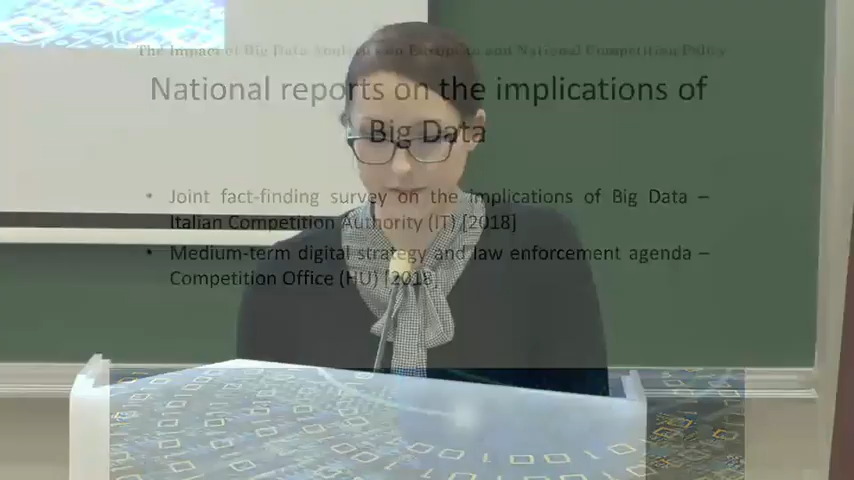 The Impact of Big Data Analysis on European and National Competition Policy
National reports on the implications of
Big Data
• Joint fact-finding survey on the implications of Big Data –
Italian Competition Authority (IT) [2018]
• Medium-term digital strategy and law enforcement agenda –
Competition Office (HU) [2018]